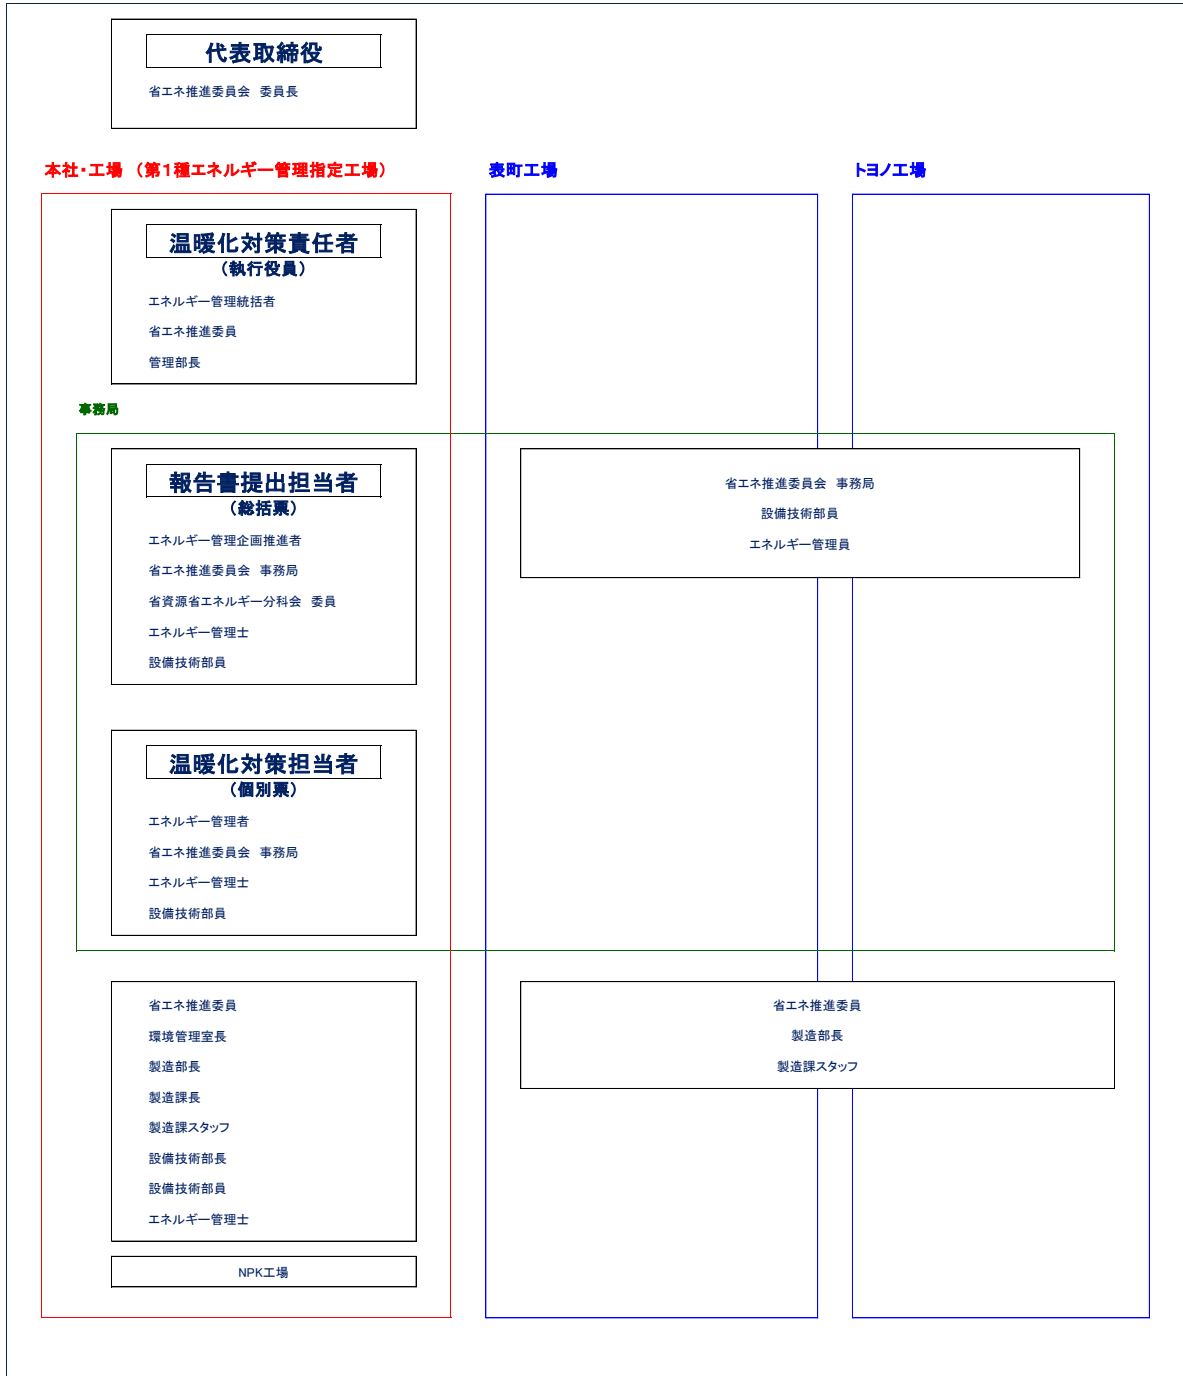 代表取締役
省エネ推進委員会　委員長
本社・工場　（第１種エネルギー管理指定工場）
表町工場
トヨノ工場
温暖化対策責任者
（執行役員）
エネルギー管理統括者
省エネ推進委員
管理部長
事務局
報告書提出担当者
（総括票）
エネルギー管理企画推進者
省エネ推進委員会　事務局
省資源省エネルギー分科会　委員
エネルギー管理士
設備技術部員
省エネ推進委員会　事務局
設備技術部員
エネルギー管理員
温暖化対策担当者
（個別票）
エネルギー管理者
省エネ推進委員会　事務局
エネルギー管理士
設備技術部員
省エネ推進委員
環境管理室長
製造部長
製造課長
製造課スタッフ
設備技術部長
設備技術部員
エネルギー管理士
省エネ推進委員
製造部長
製造課スタッフ
NPK工場